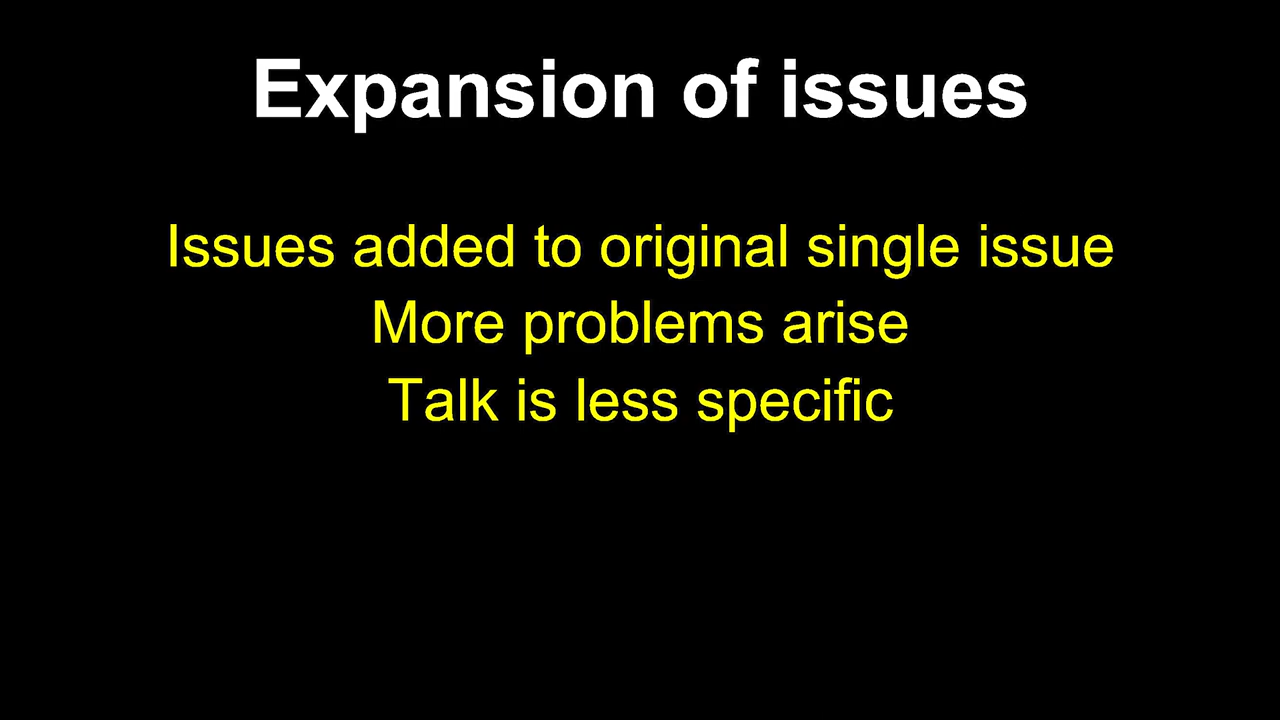 Expansion of issues
Issues added to original single issue
More problems arise
Talk is less specific